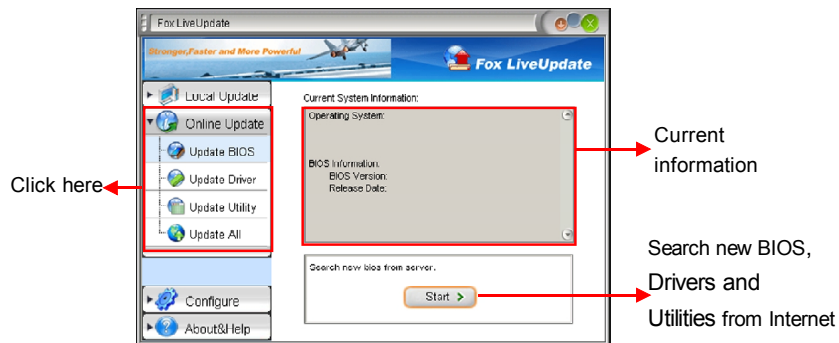 Fox LiveUpdate
Stronger,Faster and More Powerful
Fox LiveUpdate
Local Update
Online Update
Update BIOS
Update Driver
Update Utility
Update All
Configure
About&Help
Current System Information:
Operating System:
BIOS Information:
BIOS Version:
Release Date:
Search new bios from server.
Start
Click here
Current
information
Search new BIOS,
Drivers and
Utilities from Internet